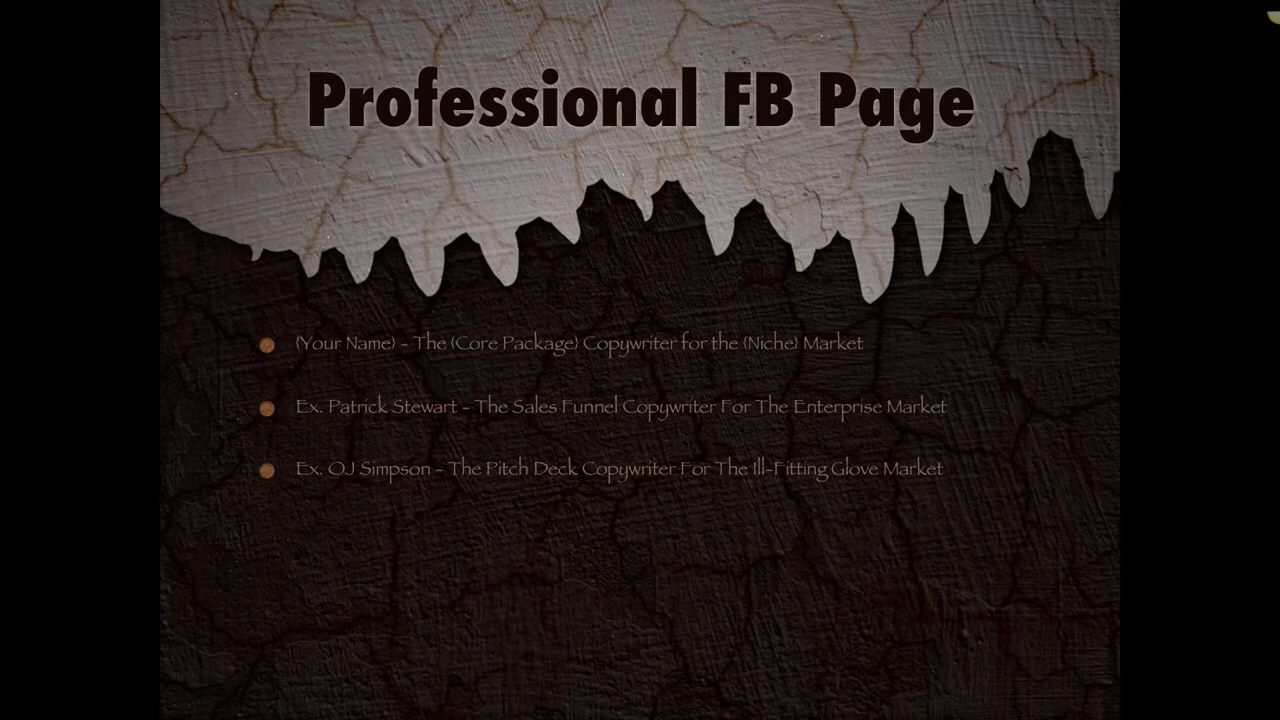 Professional FB Page
(Your Name) - The (Core Package) Copywriter for the (Niche) Market
Ex. Patrick Stewart - The Sales Funnel Copywriter For The Enterprise Market
Ex. OJ Simpson - The Pitch Deck Copywriter For The Ill-Fitting Glove Market